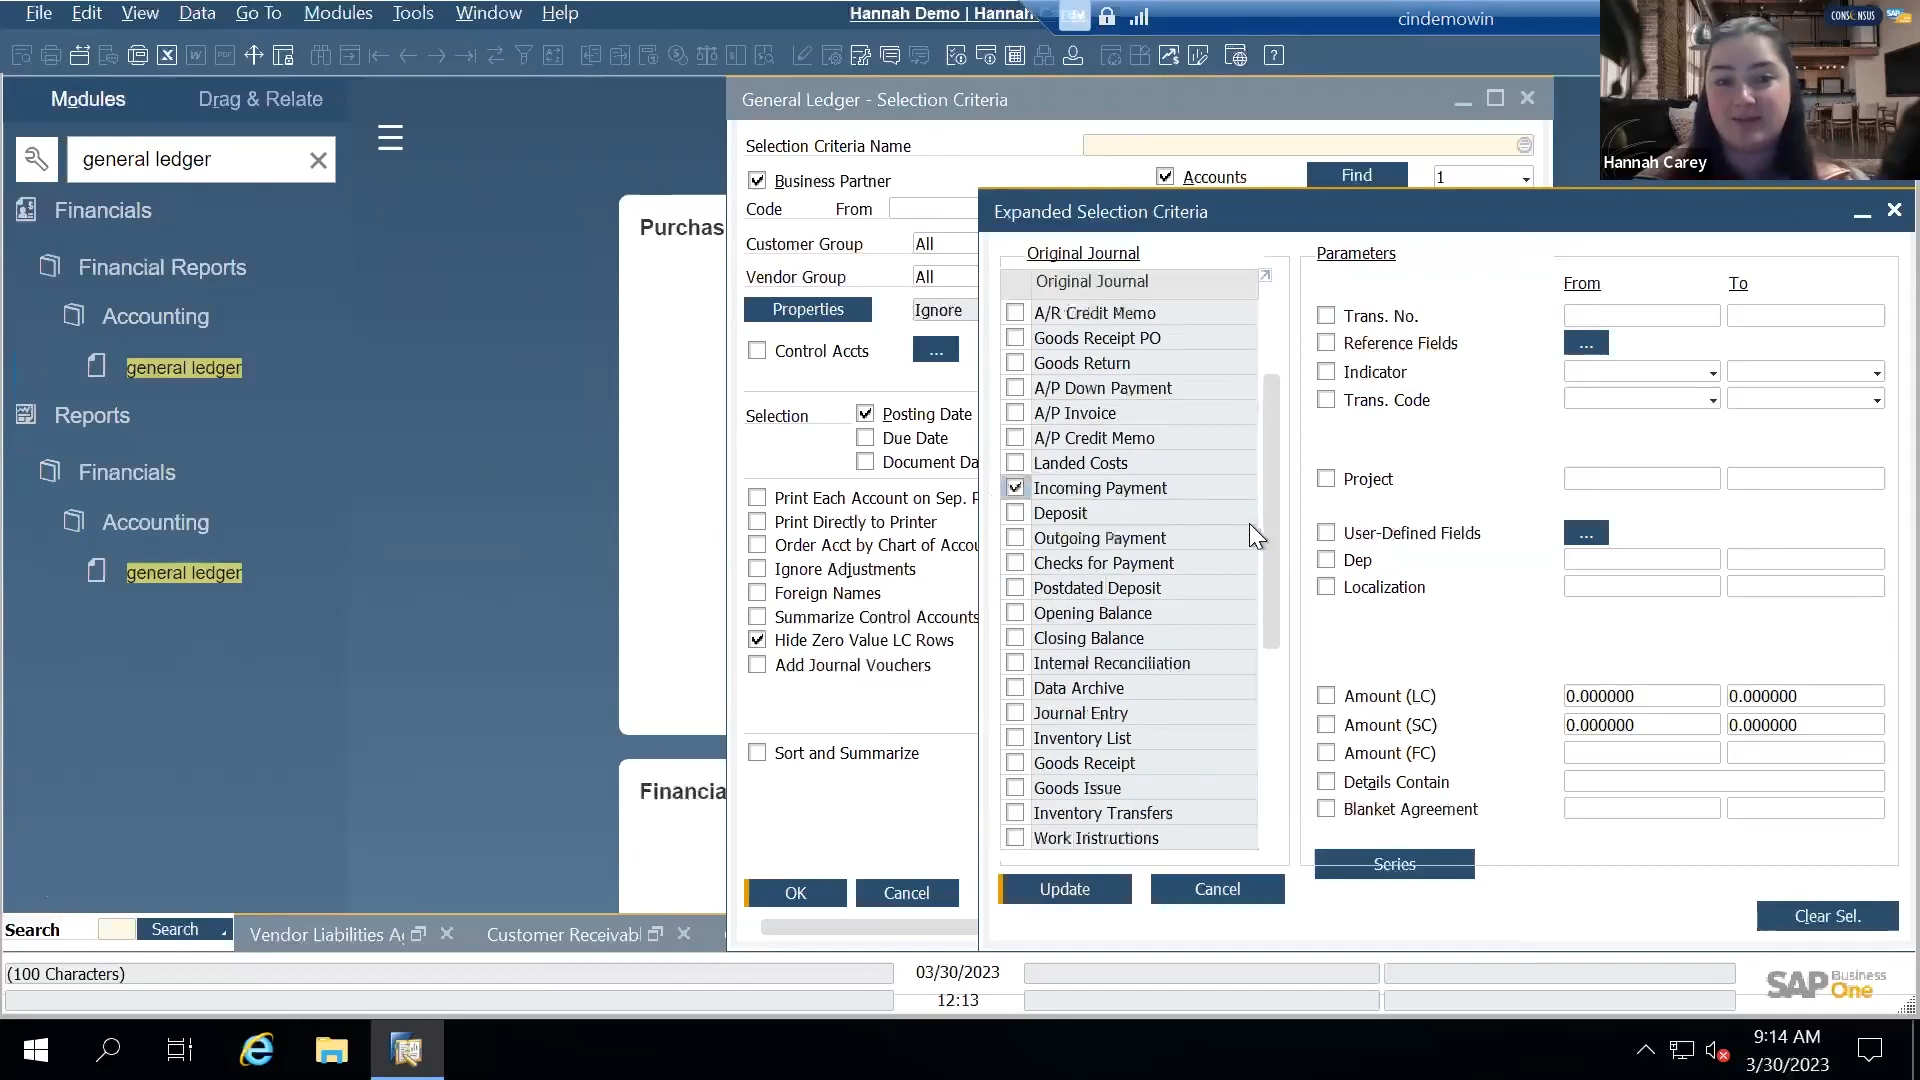 File Edit View Data Go To Modules Tools Window Help
Hannah Demo | Hannah Carey
cindemowin
CONSENSUS
SAP
Hannah Carey
Modules
Drag & Relate
general ledger
Financials
Financial Reports
Accounting
general ledger
Reports
Financials
Accounting
general ledger
Purchas
Financia
General Ledger - Selection Criteria
Selection Criteria Name
Business Partner
Accounts
Find
1
Code
From
Customer Group
All
Vendor Group
All
Properties
Ignore
Control Accts
...
Selection
Posting Date
Due Date
Document Da
Print Each Account on Sep. P
Print Directly to Printer
Order Acct by Chart of Accou
Ignore Adjustments
Foreign Names
Summarize Control Accounts
Hide Zero Value LC Rows
Add Journal Vouchers
Sort and Summarize
OK
Cancel
Expanded Selection Criteria
Original Journal
Original Journal
A/R Credit Memo
Goods Receipt PO
Goods Return
A/P Down Payment
A/P Invoice
A/P Credit Memo
Landed Costs
Incoming Payment
Deposit
Outgoing Payment
Checks for Payment
Postdated Deposit
Opening Balance
Closing Balance
Internal Reconciliation
Data Archive
Journal Entry
Inventory List
Goods Receipt
Goods Issue
Inventory Transfers
Work Instructions
Update
Cancel
Parameters
From
To
Trans. No.
Reference Fields
...
Indicator
Trans. Code
Project
User-Defined Fields
...
Dep
Localization
Amount (LC)
0.000000
0.000000
Amount (SC)
0.000000
0.000000
Amount (FC)
Details Contain
Blanket Agreement
Series
Clear Sel.
Search
Search
Vendor Liabilities A
Customer Receivabl
(100 Characters)
03/30/2023
12:13
SAP Business One
9:14 AM
3/30/2023